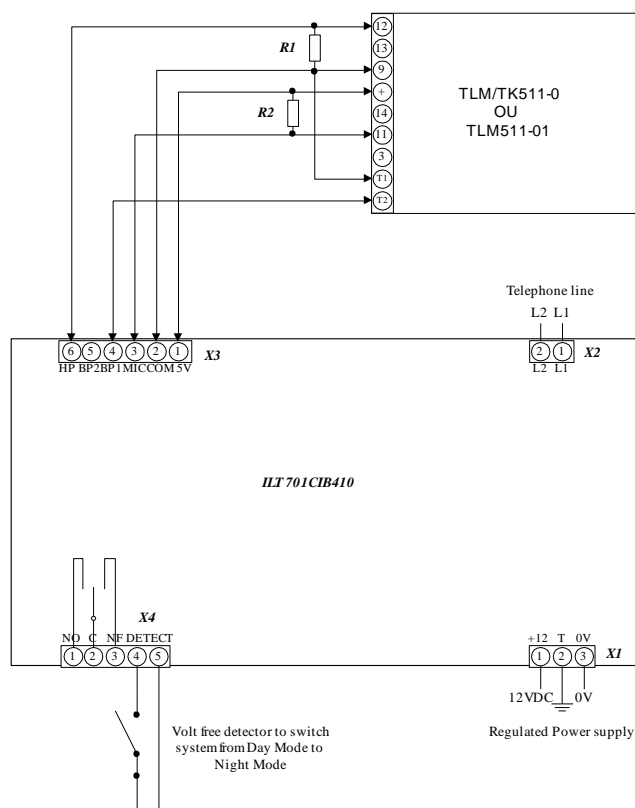 12
R1
13
9
+
TLM/TK511-0
OU
TLM511-01
14
R2
11
3
T1
T2
Telephone line
L2 L1
6 5 4 3 2 1 X3
HP BP2 BP1 MIC COM 5V
2 1 X2
L2 L1
ILT701CIB410
X4
NO C NF DETECT
1 2 3 4 5
+12 T 0V
1 2 3 X1
12VDC 0V
Volt free detector to switch
system from Day Mode to
Night Mode
Regulated Power supply